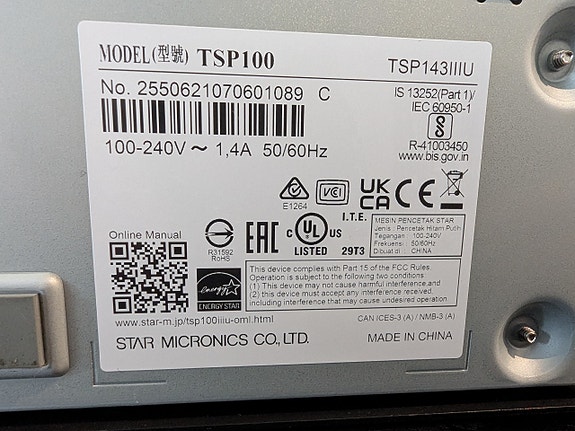 MODEL(型號) TSP100
TSP143IIIU
No. 2550621070601089 C
IS 13252(Part 1)/
IEC 60950-1
R-41003450
www.bis.gov.in
100-240V ～ 1,4A 50/60Hz
E1264
VCI
UK
CA
CE
Online Manual
R31592
RoHS
EAC
I.T.E.
c UL US
LISTED 29T3
MESIN PENCETAK STAR
Jenis : Pencetak Hitam Putih
Tegangan : 100-240V
Frekuensi : 50/60Hz
Dibuat di : CHINA
energy
ENERGY STAR
This device complies with Part 15 of the FCC Rules.
Operation is subject to the following two conditions
(1) This device may not cause harmful interference,and
(2) this device must accept any interference received,
including interference that may cause undesired operation
www.star-m.jp/tsp100iiiu-oml.html
CAN ICES-3 (A) / NMB-3 (A)
STAR MICRONICS CO., LTD.
MADE IN CHINA